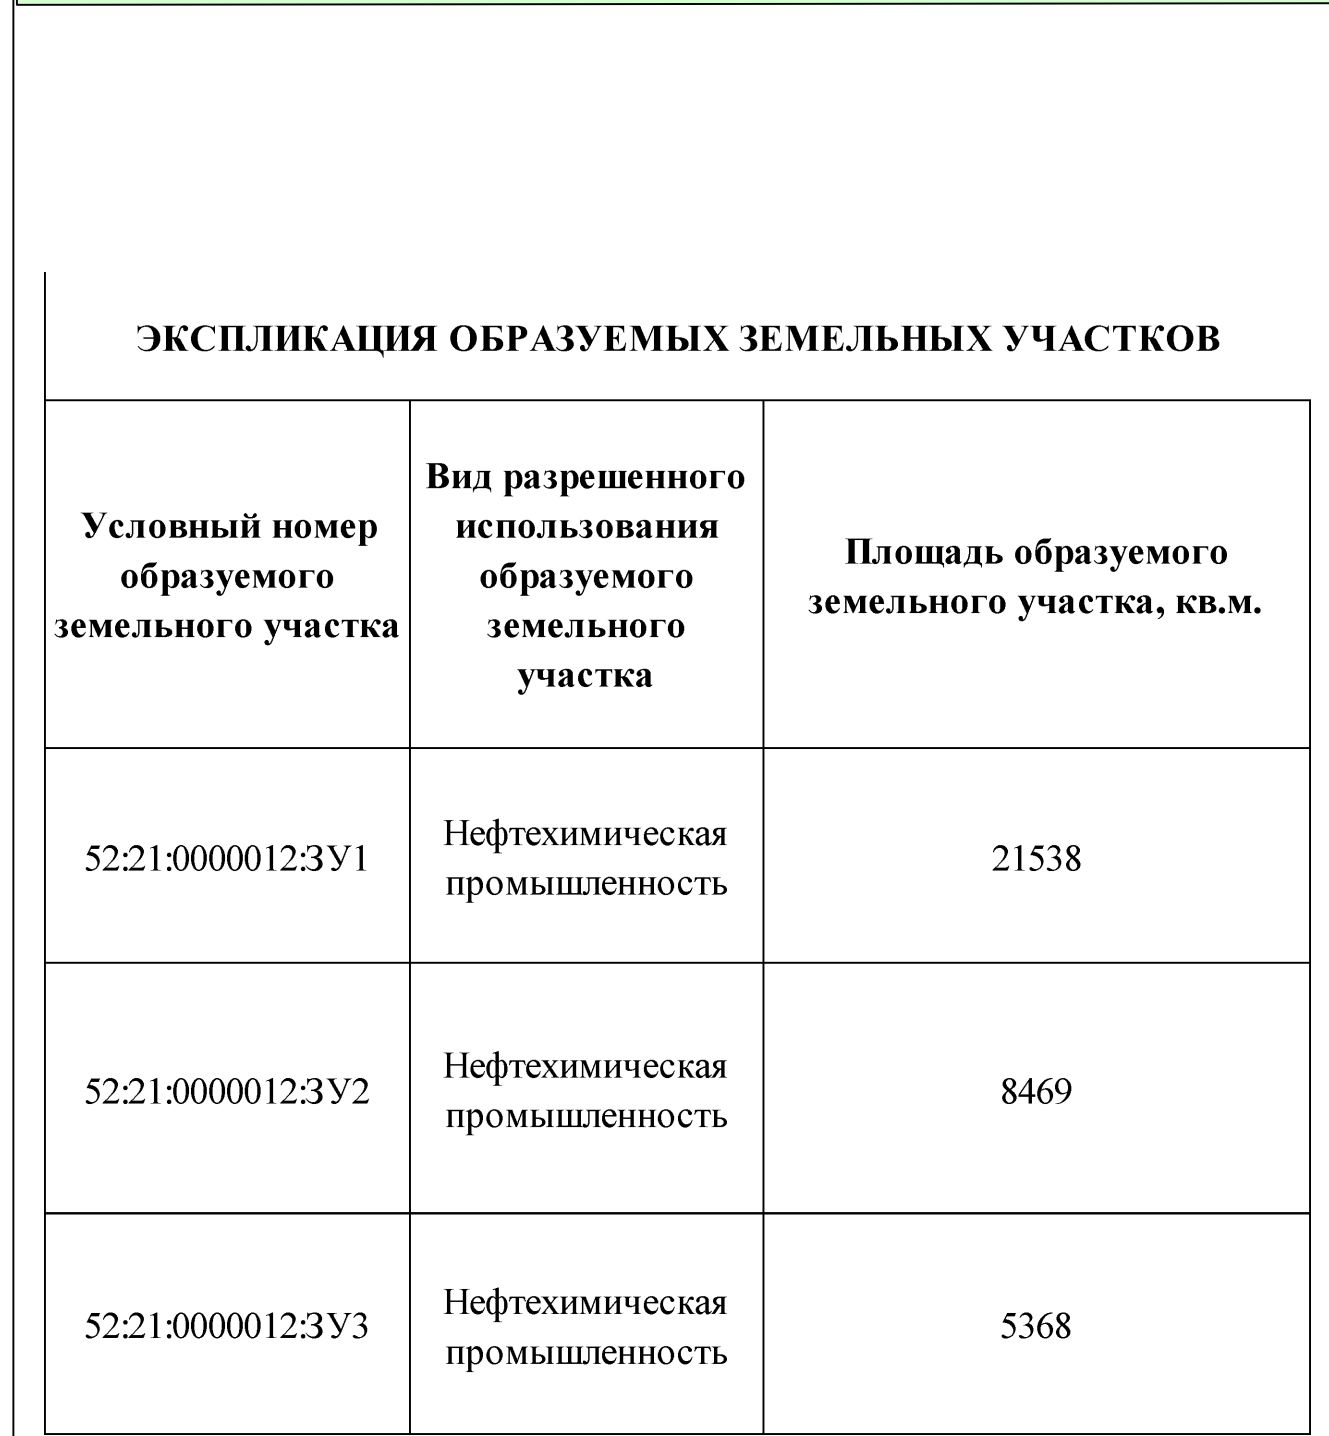 ЭКСПЛИКАЦИЯ ОБРАЗУЕМЫХ ЗЕМЕЛЬНЫХ УЧАСТКОВ
Условный номер
образуемого
земельного участка
Вид разрешенного
использования
образуемого
земельного
участка
Площадь образуемого
земельного участка, кв.м.
52:21:0000012:ЗУ1
Нефтехимическая
промышленность
21538
52:21:0000012:ЗУ2
Нефтехимическая
промышленность
8469
52:21:0000012:ЗУ3
Нефтехимическая
промышленность
5368